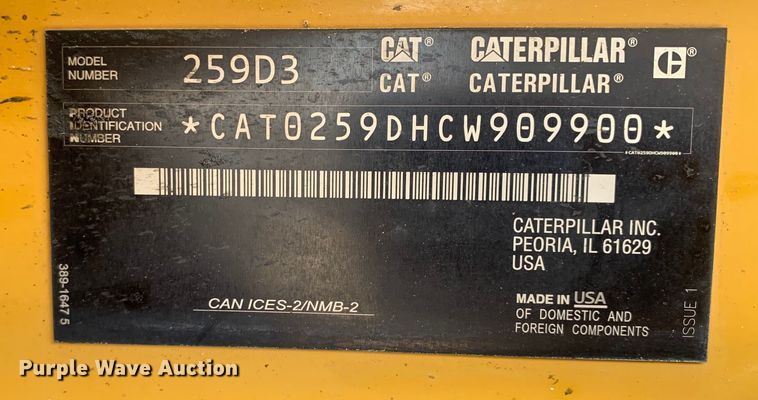 MODEL NUMBER 259D3
CAT® CATERPILLAR®
CAT® CATERPILLAR®
PRODUCT IDENTIFICATION NUMBER *CAT0259DHCW909900*
*CAT0259DHCW909900*
CATERPILLAR INC.
PEORIA, IL 61629
USA
389-1647 5
CAN ICES-2/NMB-2
MADE IN USA
OF DOMESTIC AND
FOREIGN COMPONENTS
ISSUE 1
Purple Wave Auction